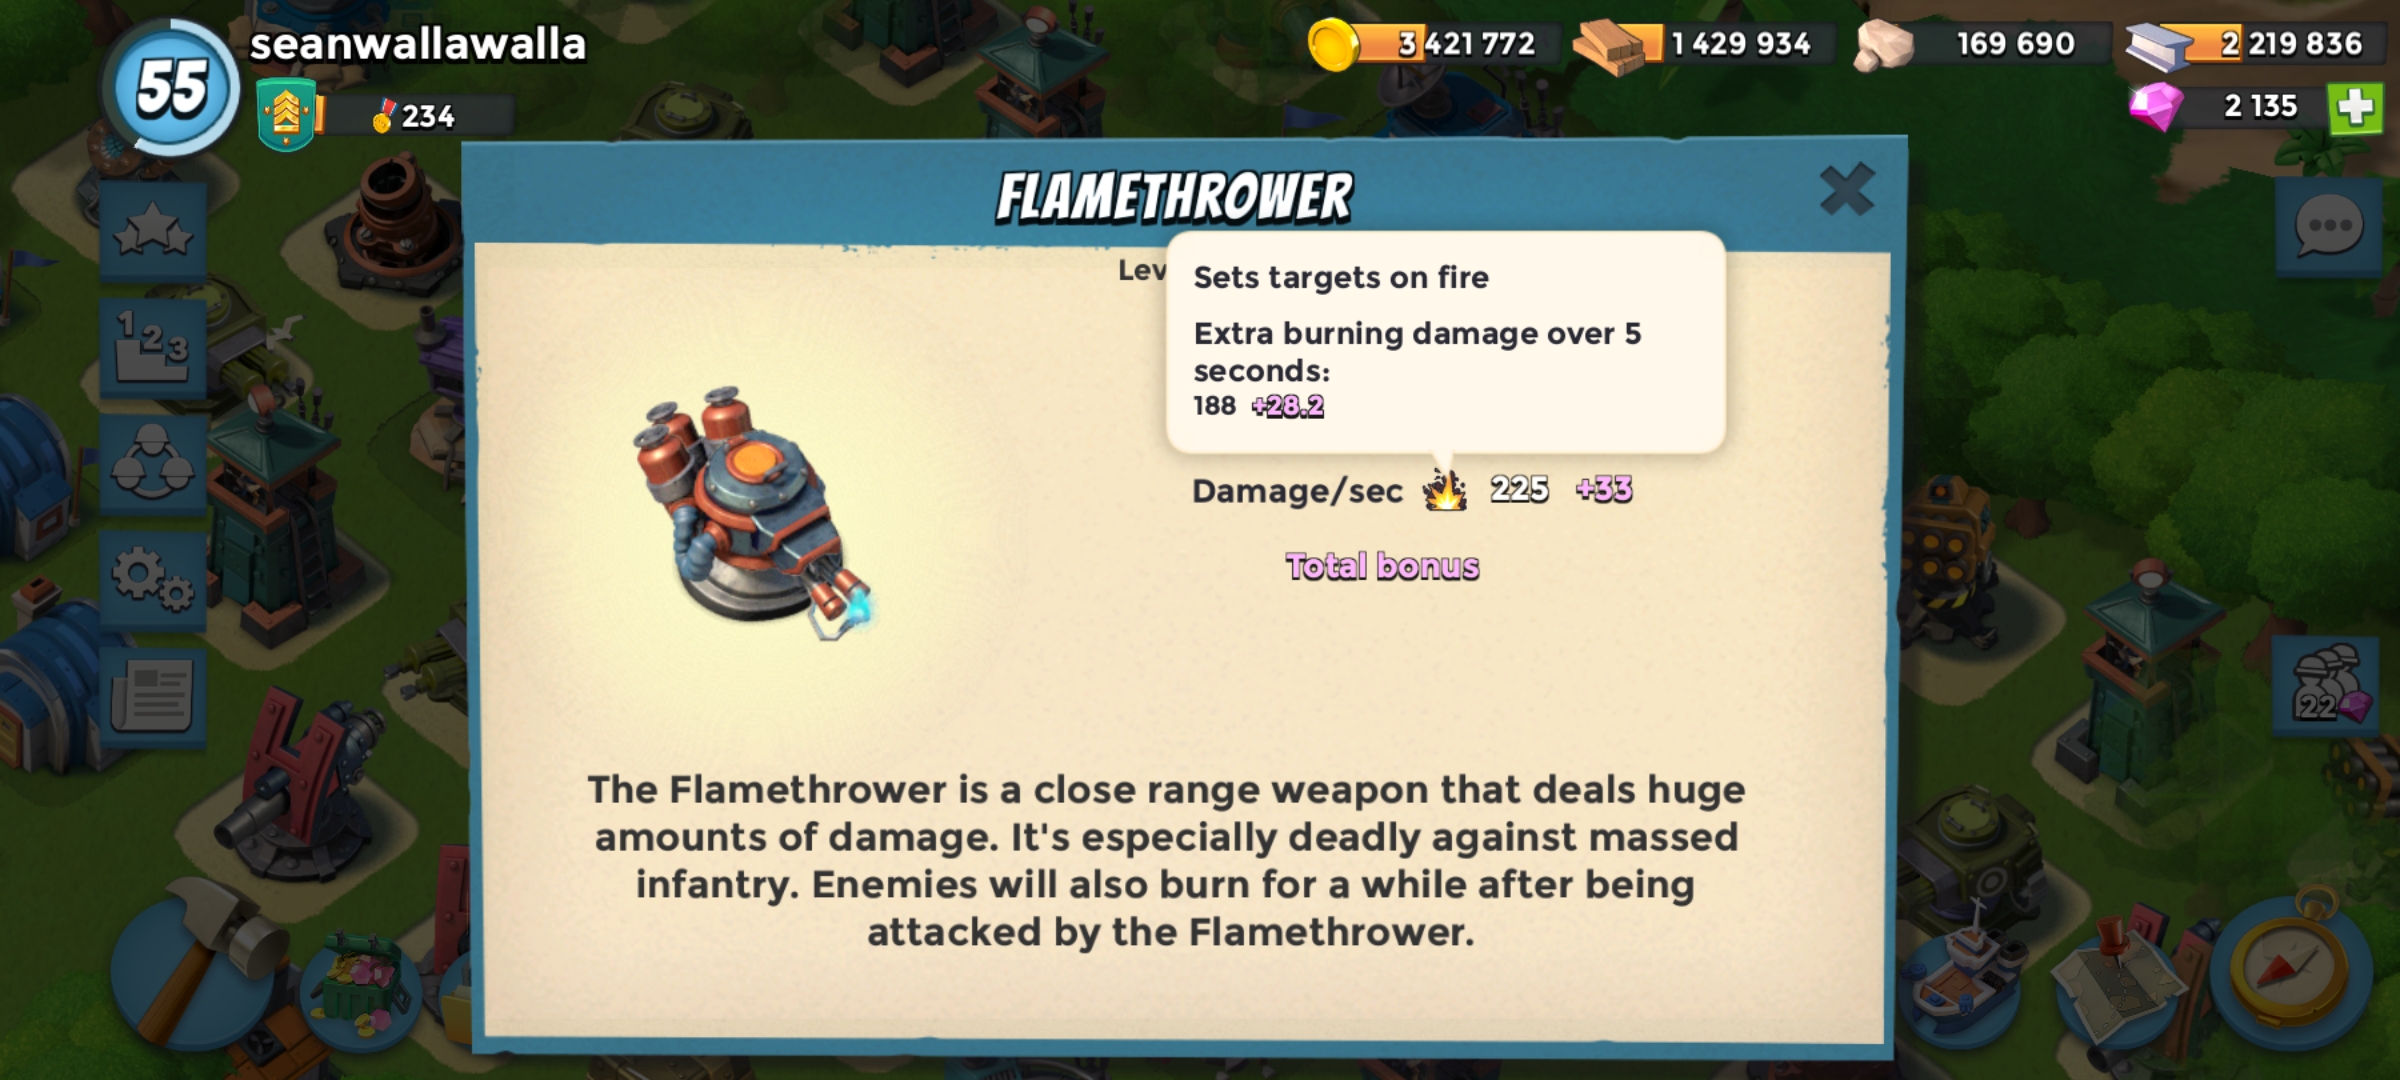 55
seanwallawalla
234
3 421 772
1 429 934
169 690
2 219 836
2 135
FLAMETHROWER
Lev
Sets targets on fire
Extra burning damage over 5
seconds:
188 +28.2
Damage/sec 225 +33
Total bonus
1 2 3
22
The Flamethrower is a close range weapon that deals huge
amounts of damage. It's especially deadly against massed
infantry. Enemies will also burn for a while after being
attacked by the Flamethrower.